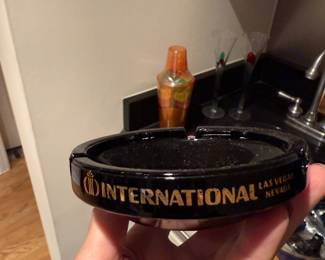 INTERNATIONAL LAS VEGAS
NEVADA